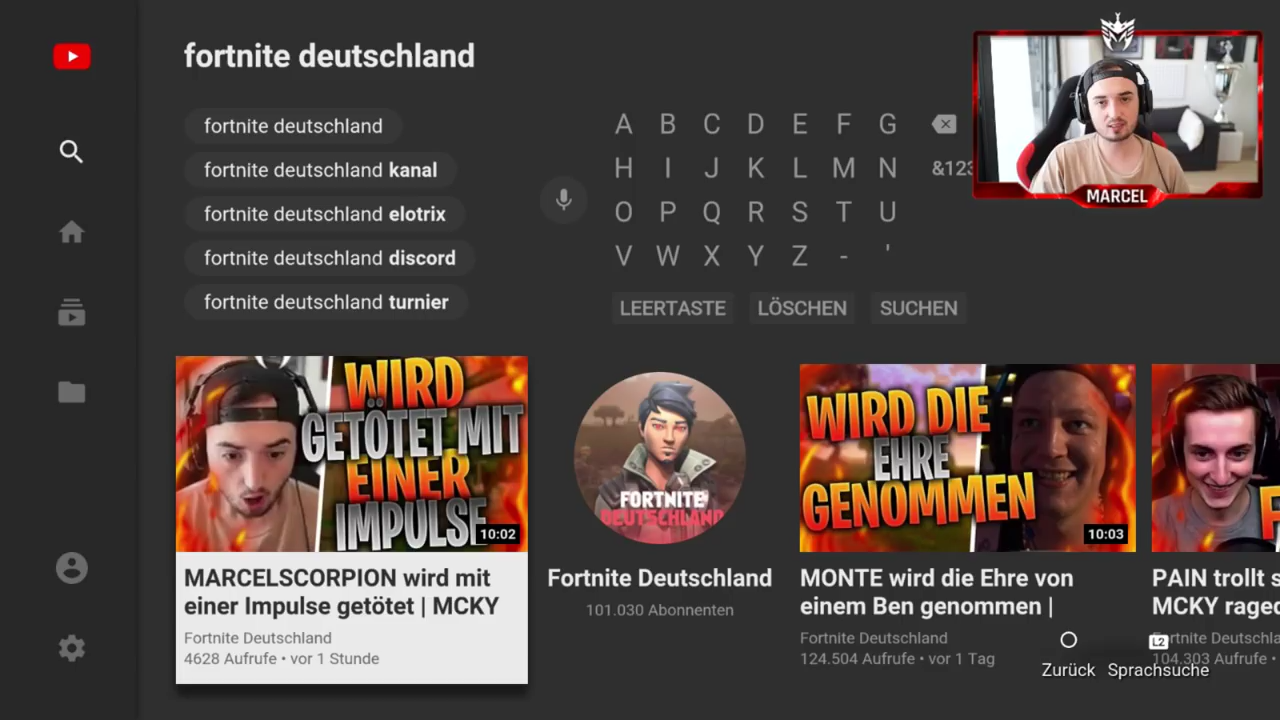 fortnite deutschland
fortnite deutschland
fortnite deutschland kanal
fortnite deutschland elotrix
fortnite deutschland discord
fortnite deutschland turnier
A B C D E F G
H I J K L M N &123
O P Q R S T U
V W X Y Z - '
LEERTASTE LÖSCHEN SUCHEN
MARCEL
WIRD
GETÖTET MIT
EINER
IMPULSE
10:02
MARCELSCORPION wird mit
einer Impulse getötet | MCKY
Fortnite Deutschland
4628 Aufrufe • vor 1 Stunde
FORTNITE
DEUTSCHLAND
Fortnite Deutschland
101.030 Abonnenten
WIRD DIE
EHRE
GENOMMEN
10:03
MONTE wird die Ehre von
einem Ben genommen |
Fortnite Deutschland
124.504 Aufrufe • vor 1 Tag
F
PAIN trollt s
MCKY raged
Fortnite Deutschla
104.303 Aufrufe •
L2
Zurück Sprachsuche